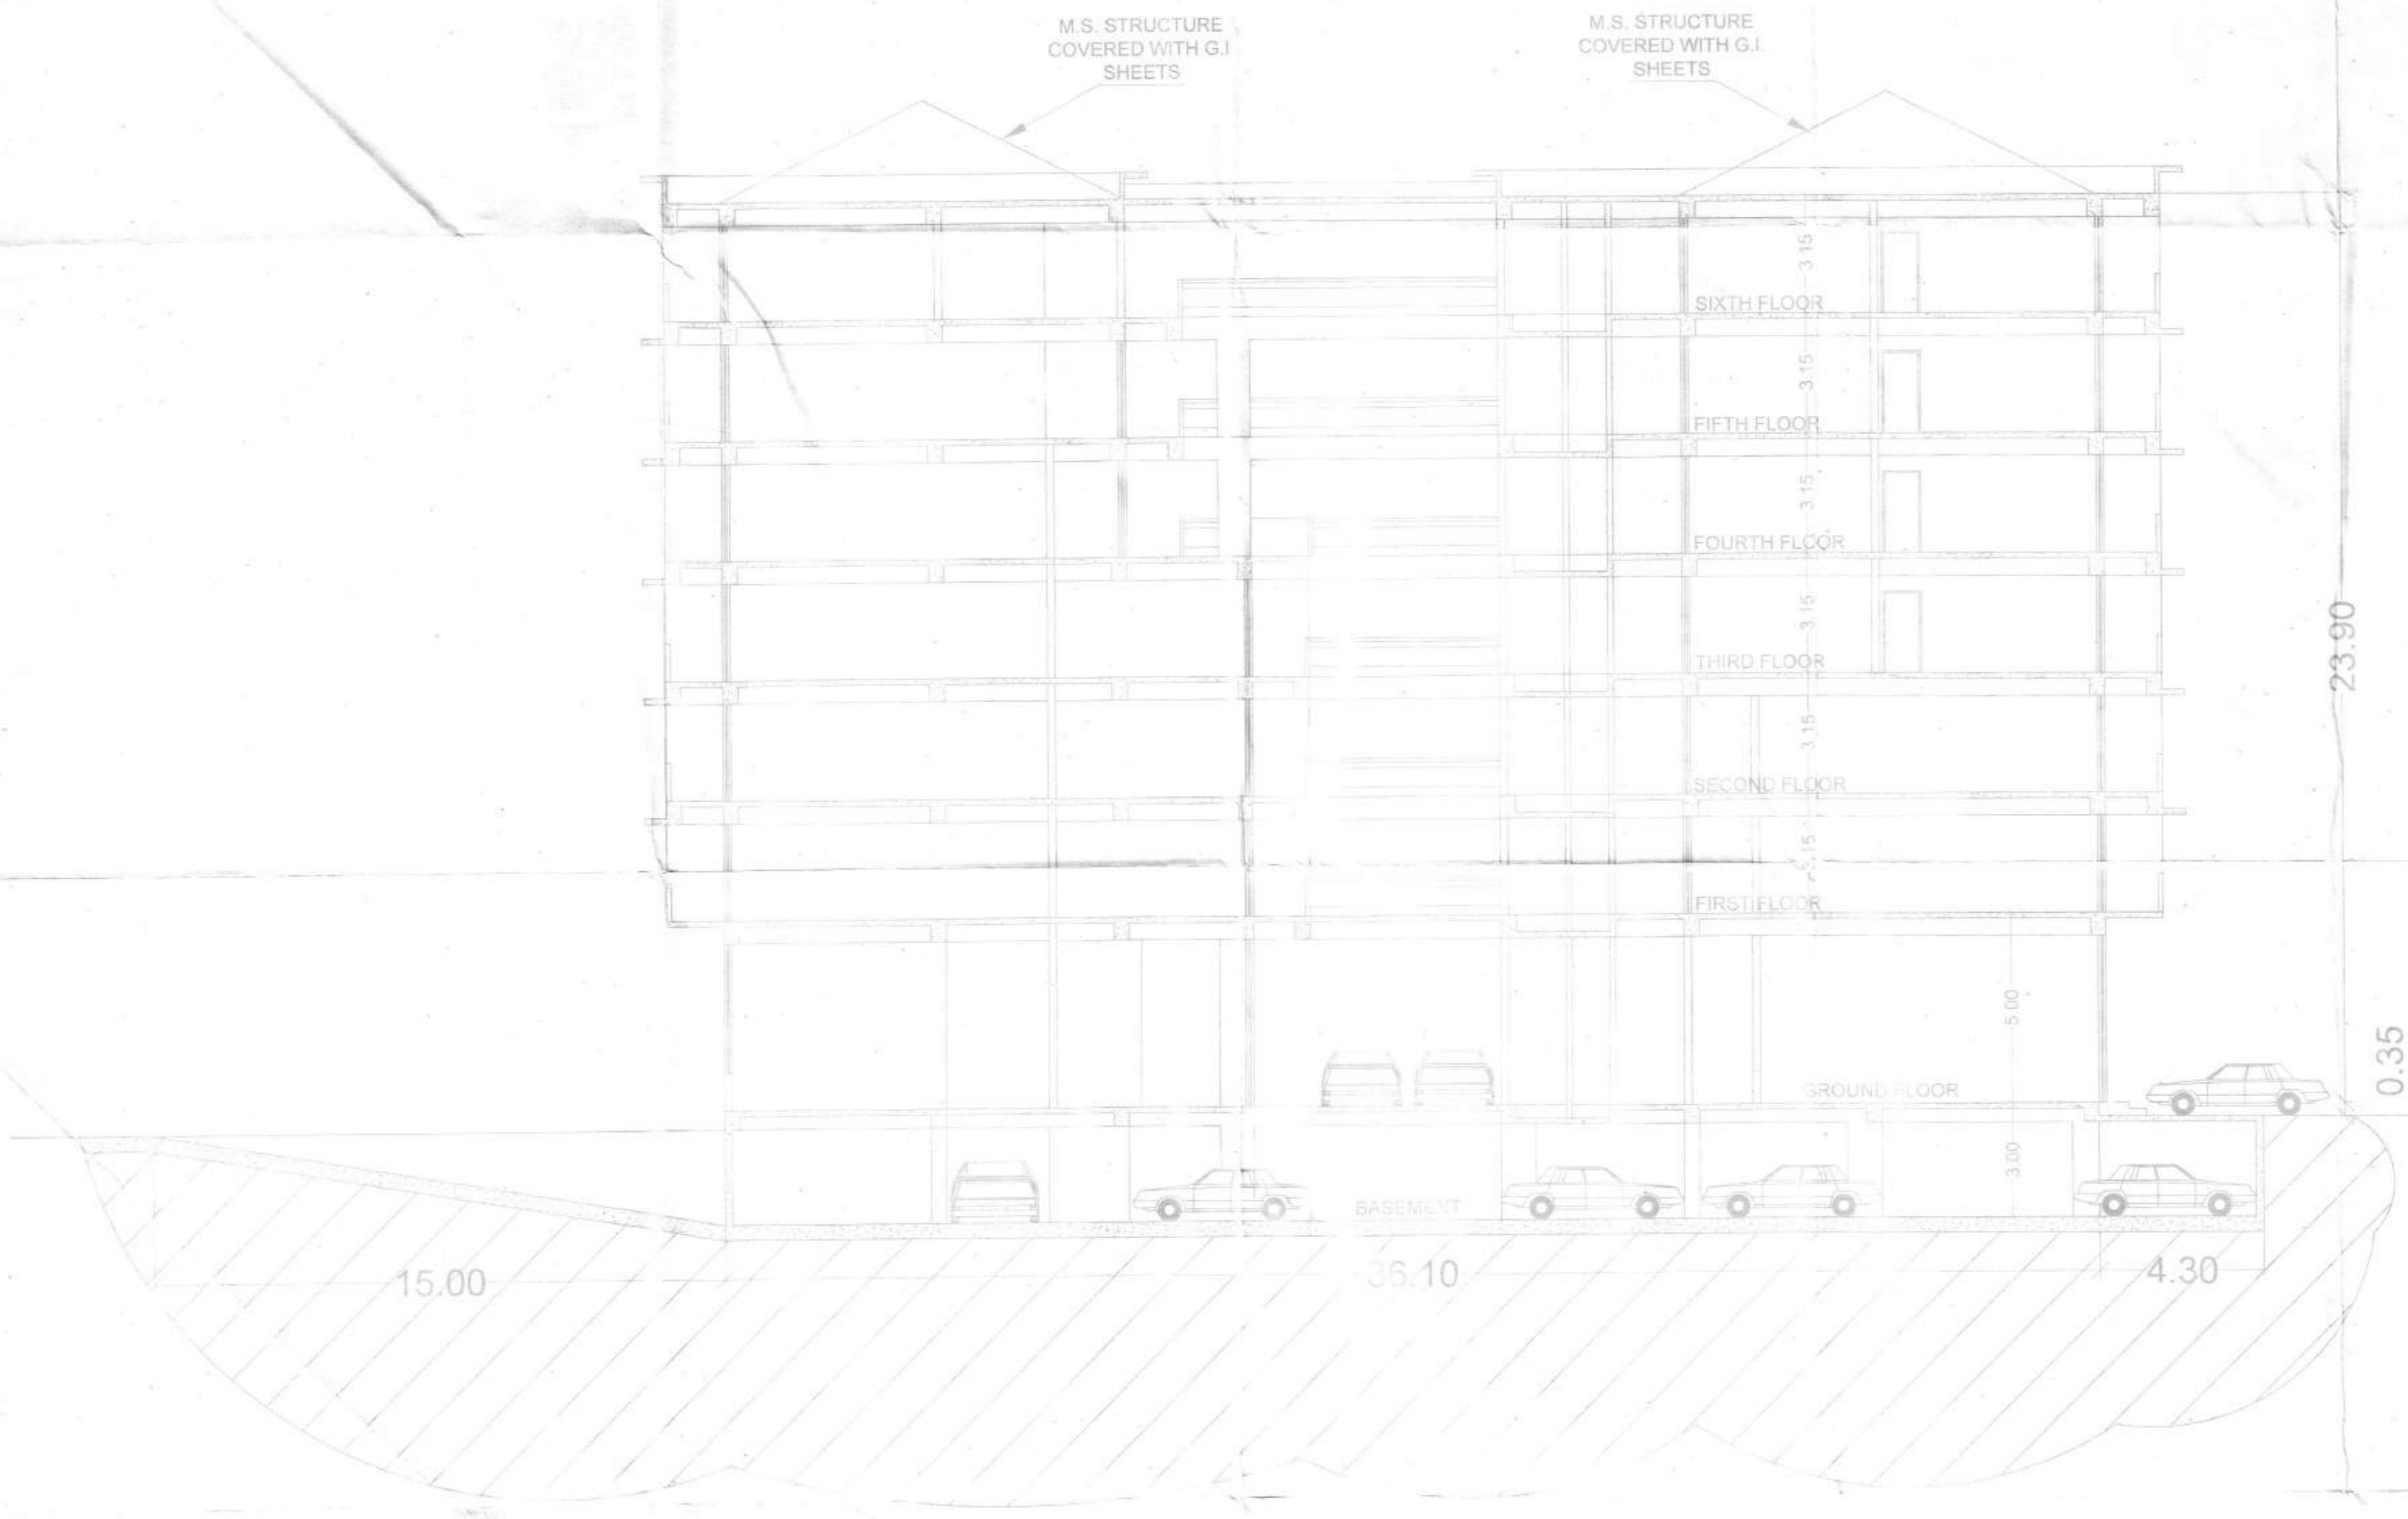 M.S. STRUCTURE
COVERED WITH G.I
SHEETS
M.S. STRUCTURE
COVERED WITH G.I.
SHEETS
3.15
SIXTH FLOOR
3.15
FIFTH FLOOR
3.15
FOURTH FLOOR
3.15
THIRD FLOOR
3.15
SECOND FLOOR
3.15
FIRST FLOOR
23.90
5.00
0.35
GROUND FLOOR
3.00
BASEMENT
15.00
36.10
4.30